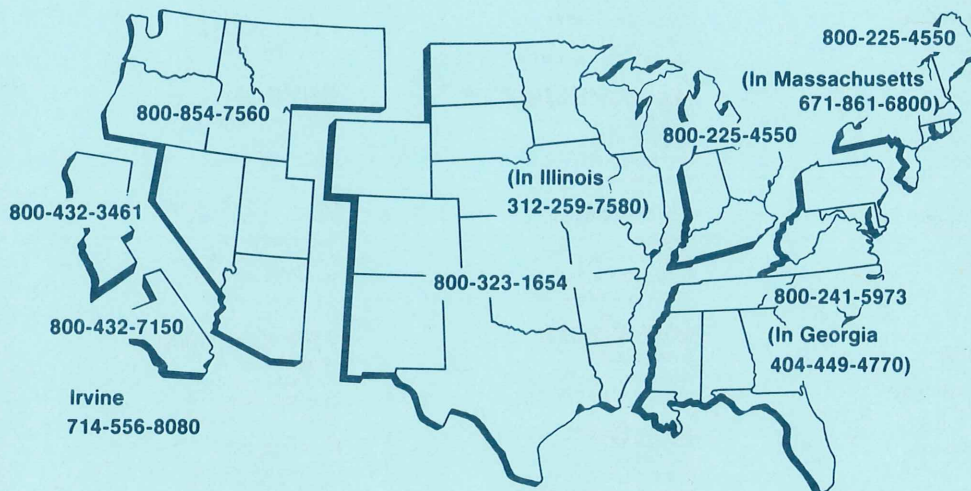 800-225-4550
(In Massachusetts
671-861-6800)
800-854-7560
800-225-4550
(In Illinois
312-259-7580)
800-432-3461
800-323-1654
800-241-5973
(In Georgia
404-449-4770)
800-432-7150
Irvine
714-556-8080